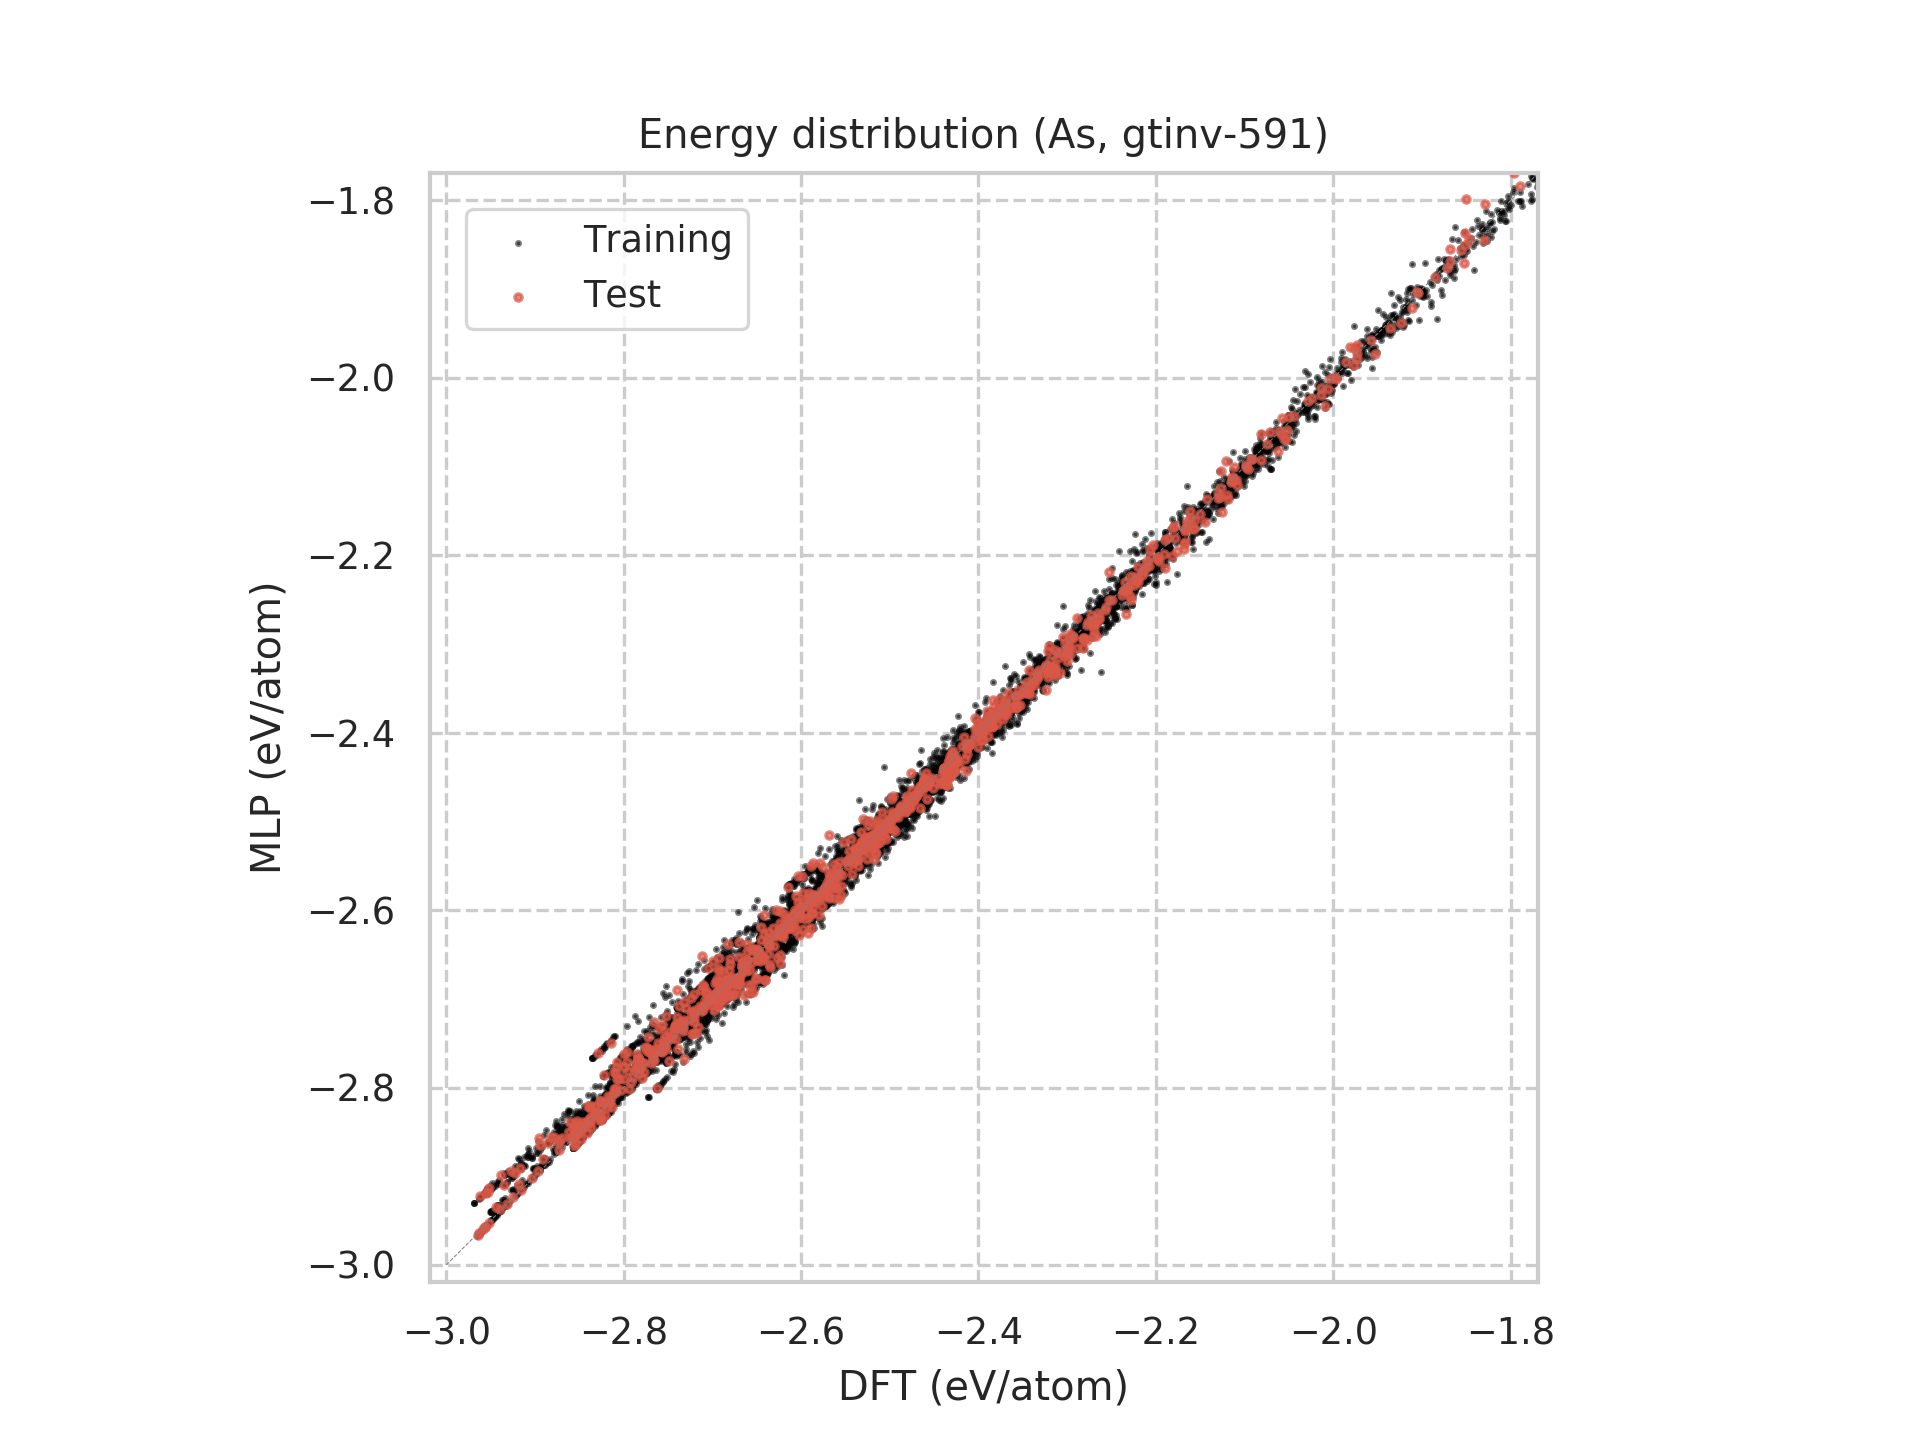 Energy distribution (As, gtinv-591)
Training
Test
MLP (eV/atom)
−1.8
−2.0
−2.2
−2.4
−2.6
−2.8
−3.0
−3.0 −2.8 −2.6 −2.4 −2.2 −2.0 −1.8
DFT (eV/atom)